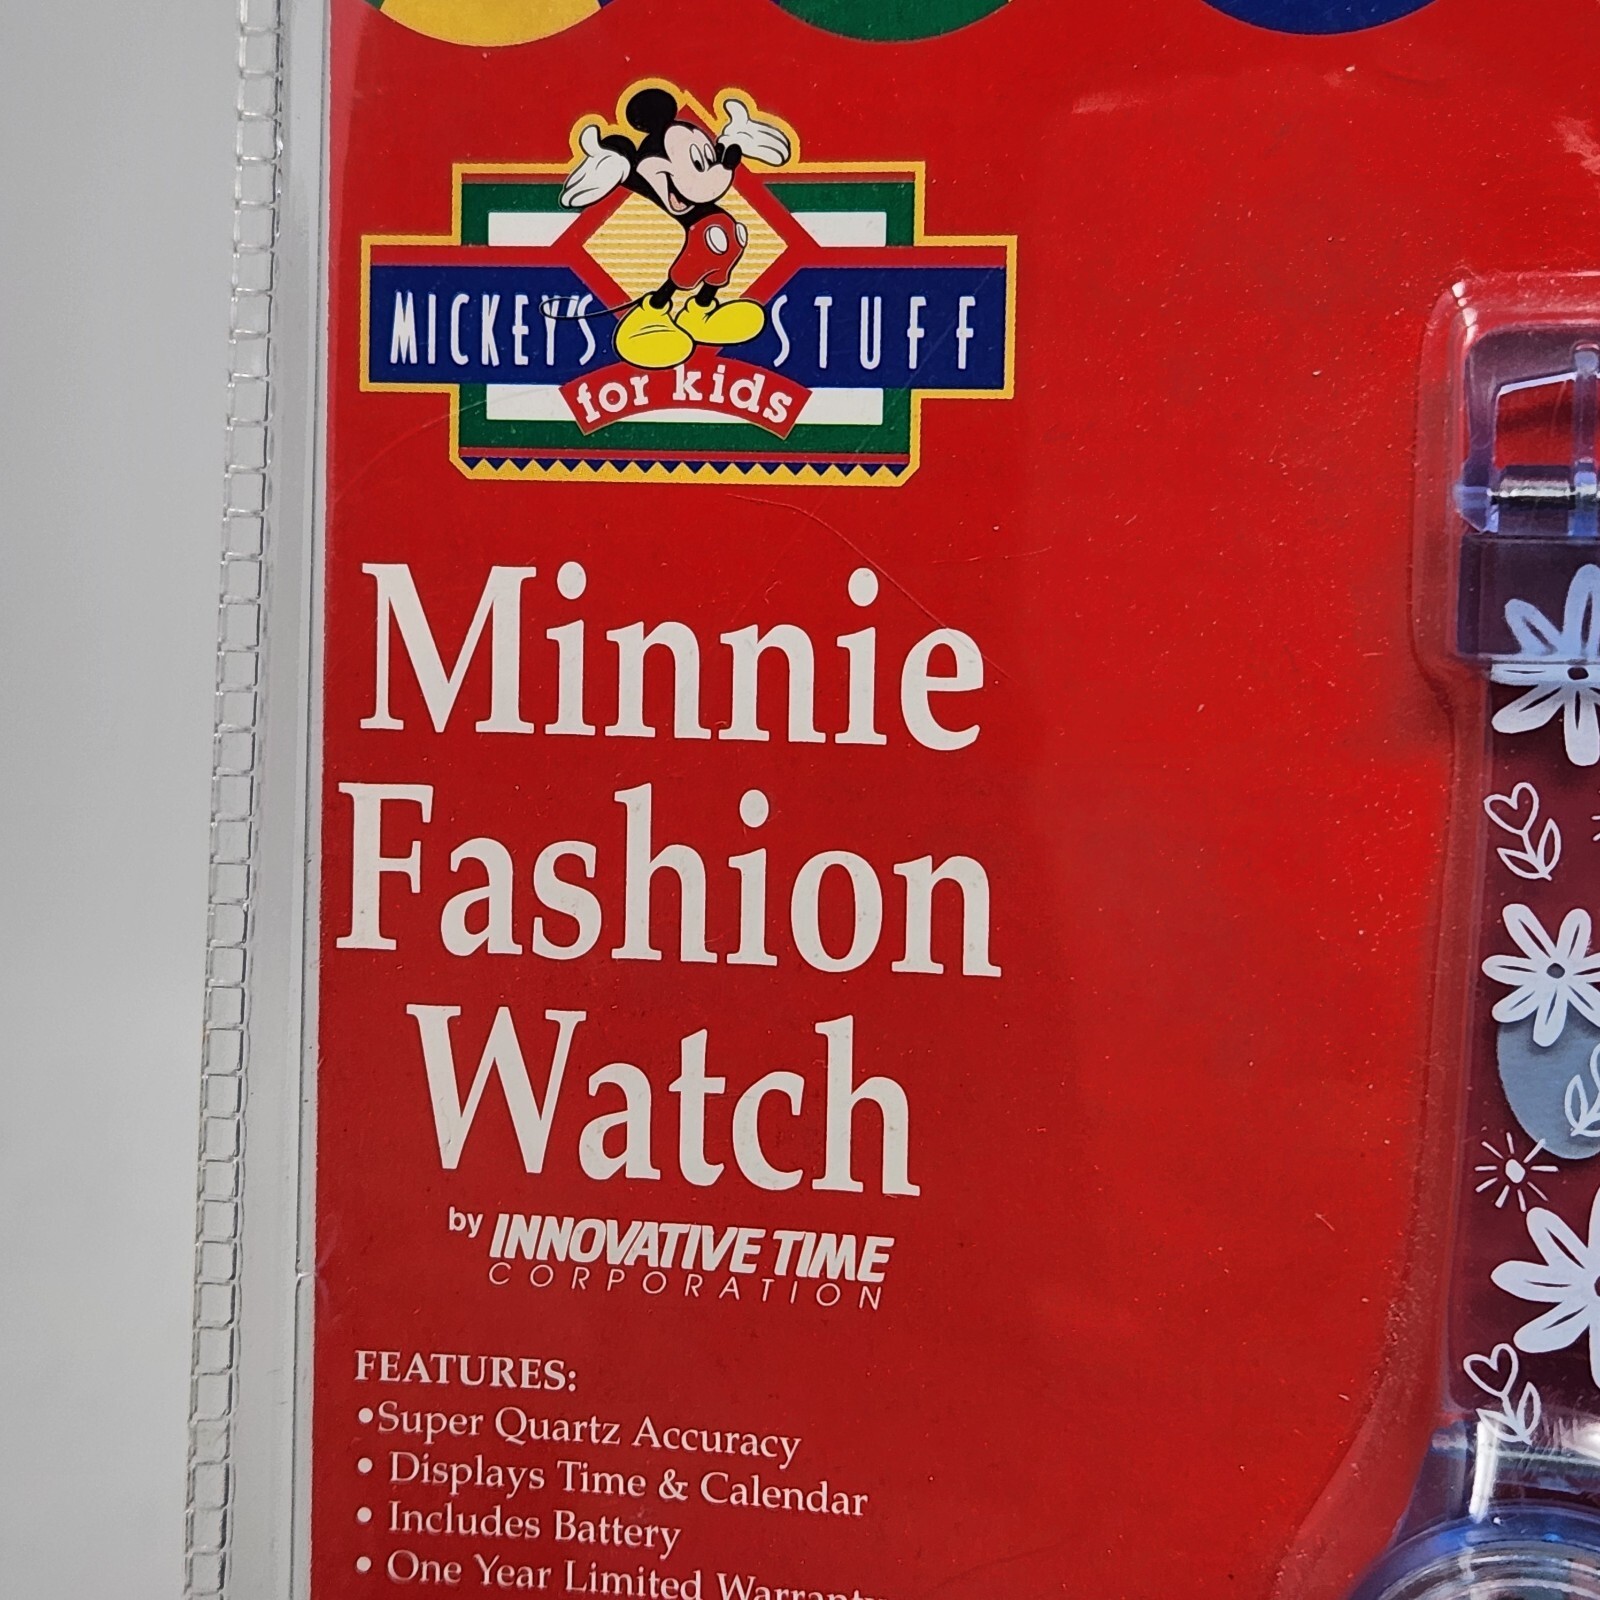 MICKEY'S STUFF
for kids
Minnie
Fashion
Watch
by INNOVATIVE TIME
CORPORATION
FEATURES:
•Super Quartz Accuracy
• Displays Time & Calendar
• Includes Battery
• One Year Limited Warranty